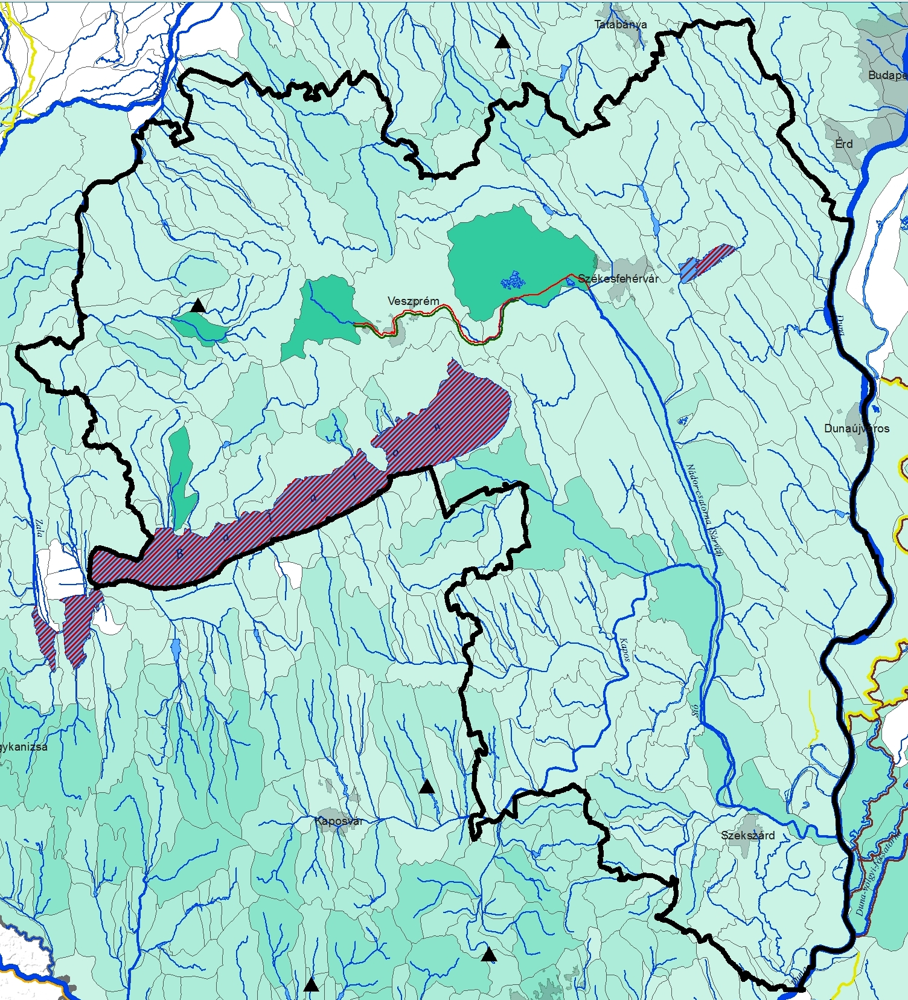 Tatabánya
Budape
Érd
Székesfehérvár
Veszprém
Duna
Dunaújváros
Nádor-csatorna (Sárvíz)
Zala
B a l a t o n
Kapos
Sió
gykanizsa
Kaposvár
Szekszárd
Duna-völgyi-főcsatorna
Duna